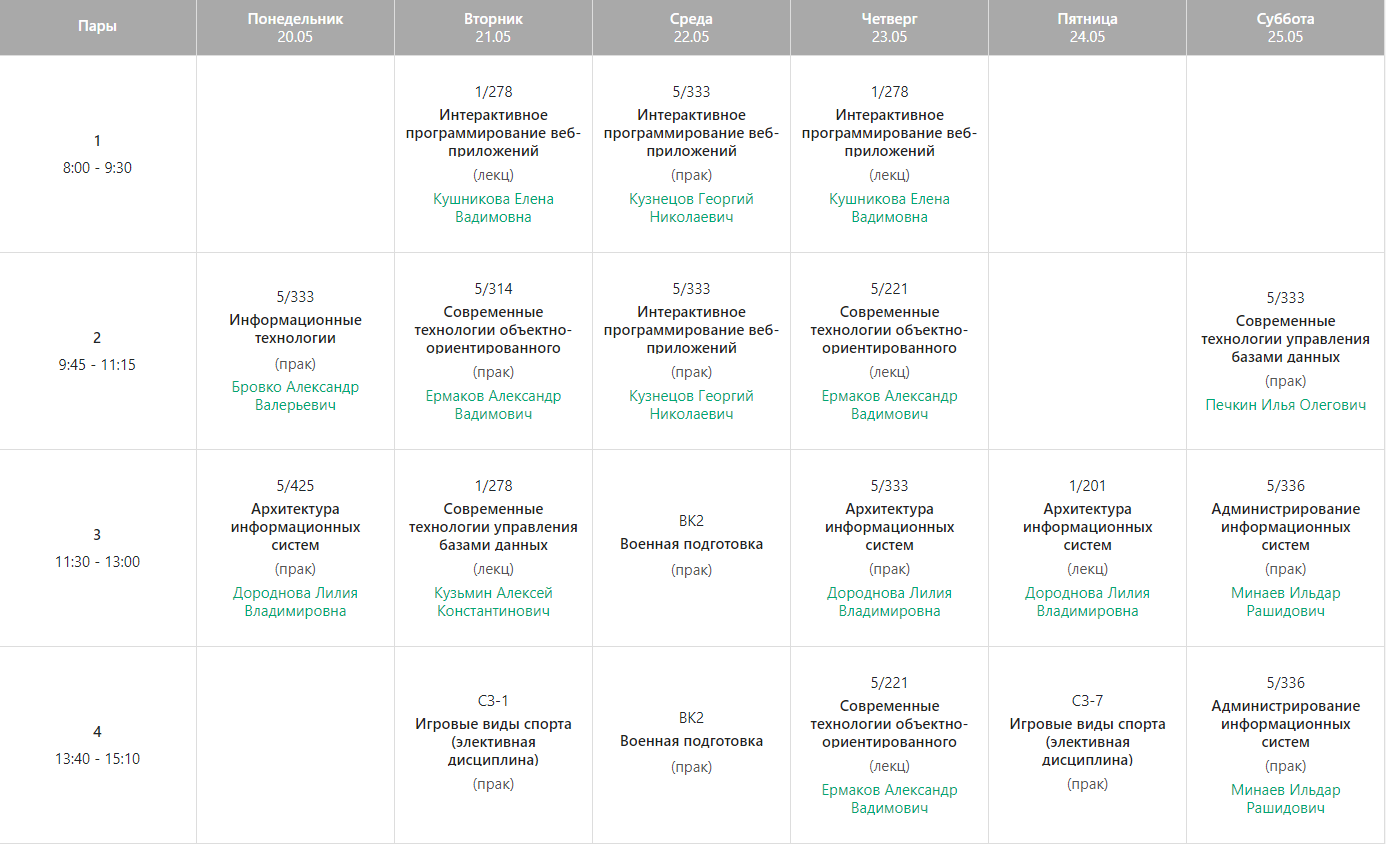 Пары
Понедельник
20.05
Вторник
21.05
Среда
22.05
Четверг
23.05
Пятница
24.05
Суббота
25.05
1
8:00 - 9:30
1/278
Интерактивное
программирование веб-
приложений
(лекц)
Кушникова Елена
Вадимовна
5/333
Интерактивное
программирование веб-
приложений
(прак)
Кузнецов Георгий
Николаевич
1/278
Интерактивное
программирование веб-
приложений
(лекц)
Кушникова Елена
Вадимовна
2
9:45 - 11:15
5/333
Информационные
технологии
(прак)
Бровко Александр
Валерьевич
5/314
Современные
технологии объектно-
ориентированного
(прак)
Ермаков Александр
Вадимович
5/333
Интерактивное
программирование веб-
приложений
(прак)
Кузнецов Георгий
Николаевич
5/221
Современные
технологии объектно-
ориентированного
(лекц)
Ермаков Александр
Вадимович
5/333
Современные
технологии управления
базами данных
(прак)
Печкин Илья Олегович
3
11:30 - 13:00
5/425
Архитектура
информационных
систем
(прак)
Дороднова Лилия
Владимировна
1/278
Современные
технологии управления
базами данных
(лекц)
Кузьмин Алексей
Константинович
ВК2
Военная подготовка
(прак)
5/333
Архитектура
информационных
систем
(прак)
Дороднова Лилия
Владимировна
1/201
Архитектура
информационных
систем
(лекц)
Дороднова Лилия
Владимировна
5/336
Администрирование
информационных
систем
(прак)
Минаев Ильдар
Рашидович
4
13:40 - 15:10
СЗ-1
Игровые виды спорта
(элективная
дисциплина)
(прак)
ВК2
Военная подготовка
(прак)
5/221
Современные
технологии объектно-
ориентированного
(лекц)
Ермаков Александр
Вадимович
СЗ-7
Игровые виды спорта
(элективная
дисциплина)
(прак)
5/336
Администрирование
информационных
систем
(прак)
Минаев Ильдар
Рашидович